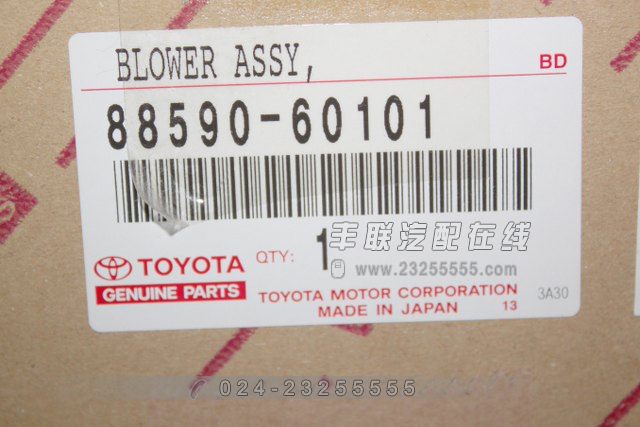 BLOWER ASSY,
BD
88590-60101
QTY: 1
丰联汽配在线
www.23255555.com
TOYOTA
GENUINE PARTS
TOYOTA MOTOR CORPORATION
MADE IN JAPAN 13
3A30
024-23255555